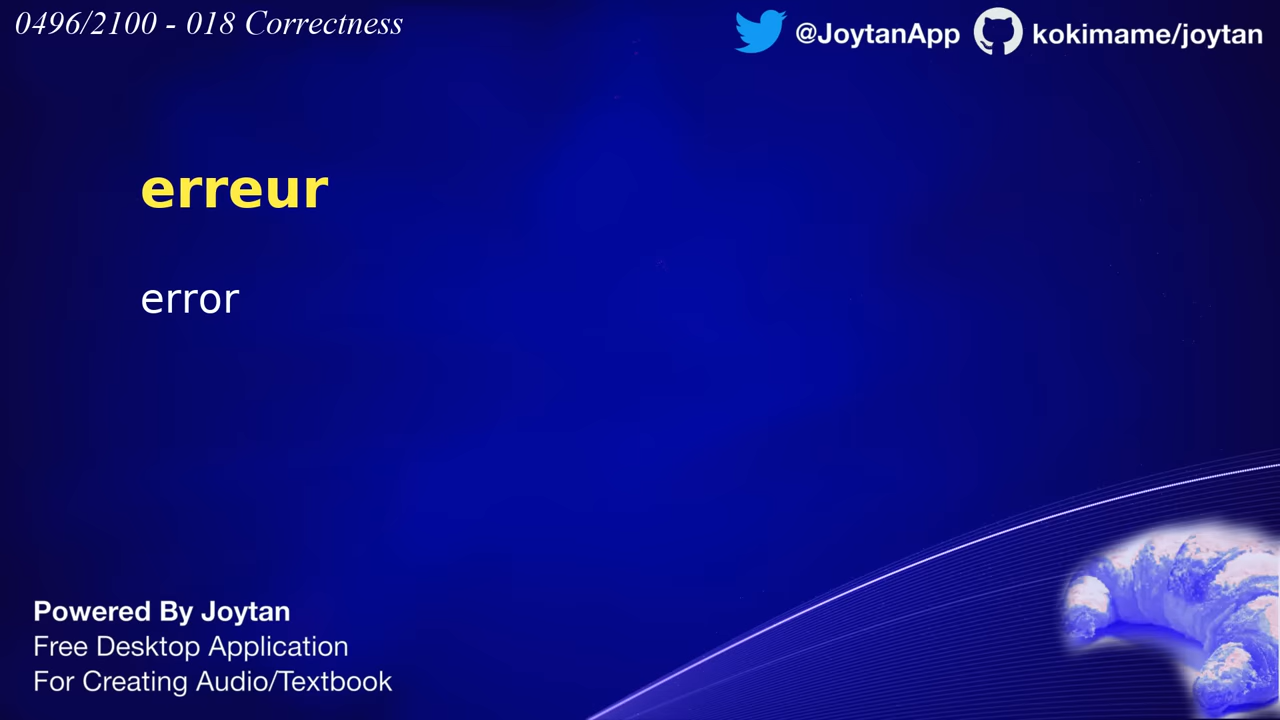 0496/2100 - 018 Correctness
@JoytanApp kokimame/joytan
erreur
error
Powered By Joytan
Free Desktop Application
For Creating Audio/Textbook